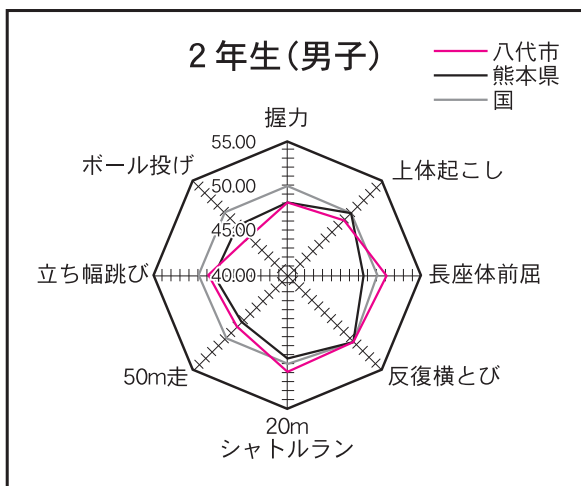 2年生(男子)
八代市
熊本県
国
握力
55.00
50.00
45.00
40.00
上体起こし
長座体前屈
反復横とび
20m
シャトルラン
50m走
立ち幅跳び
ボール投げ